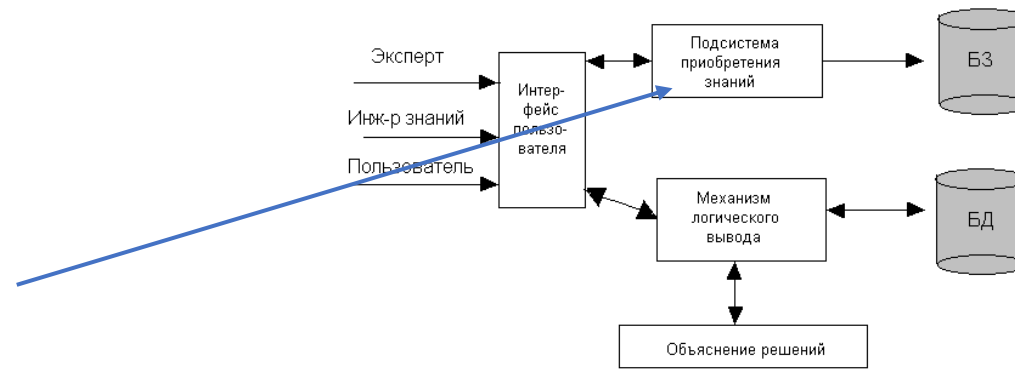 Эксперт
Инж-р знаний
Пользователь
Интер-
фейс
пользо-
вателя
Подсистема
приобретения
знаний
БЗ
Механизм
логического
вывода
БД
Объяснение решений